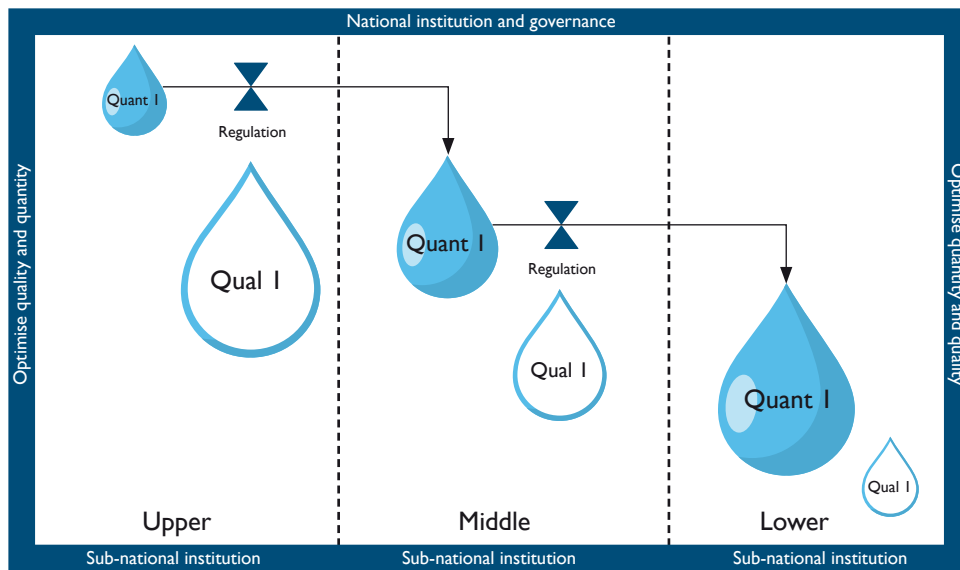 National institution and governance
Optimise quality and quantity
Quant 1
Regulation
Qual 1
Quant 1
Regulation
Qual 1
Quant 1
Qual 1
Optimise quantity and quality
Upper
Middle
Lower
Sub-national institution
Sub-national institution
Sub-national institution